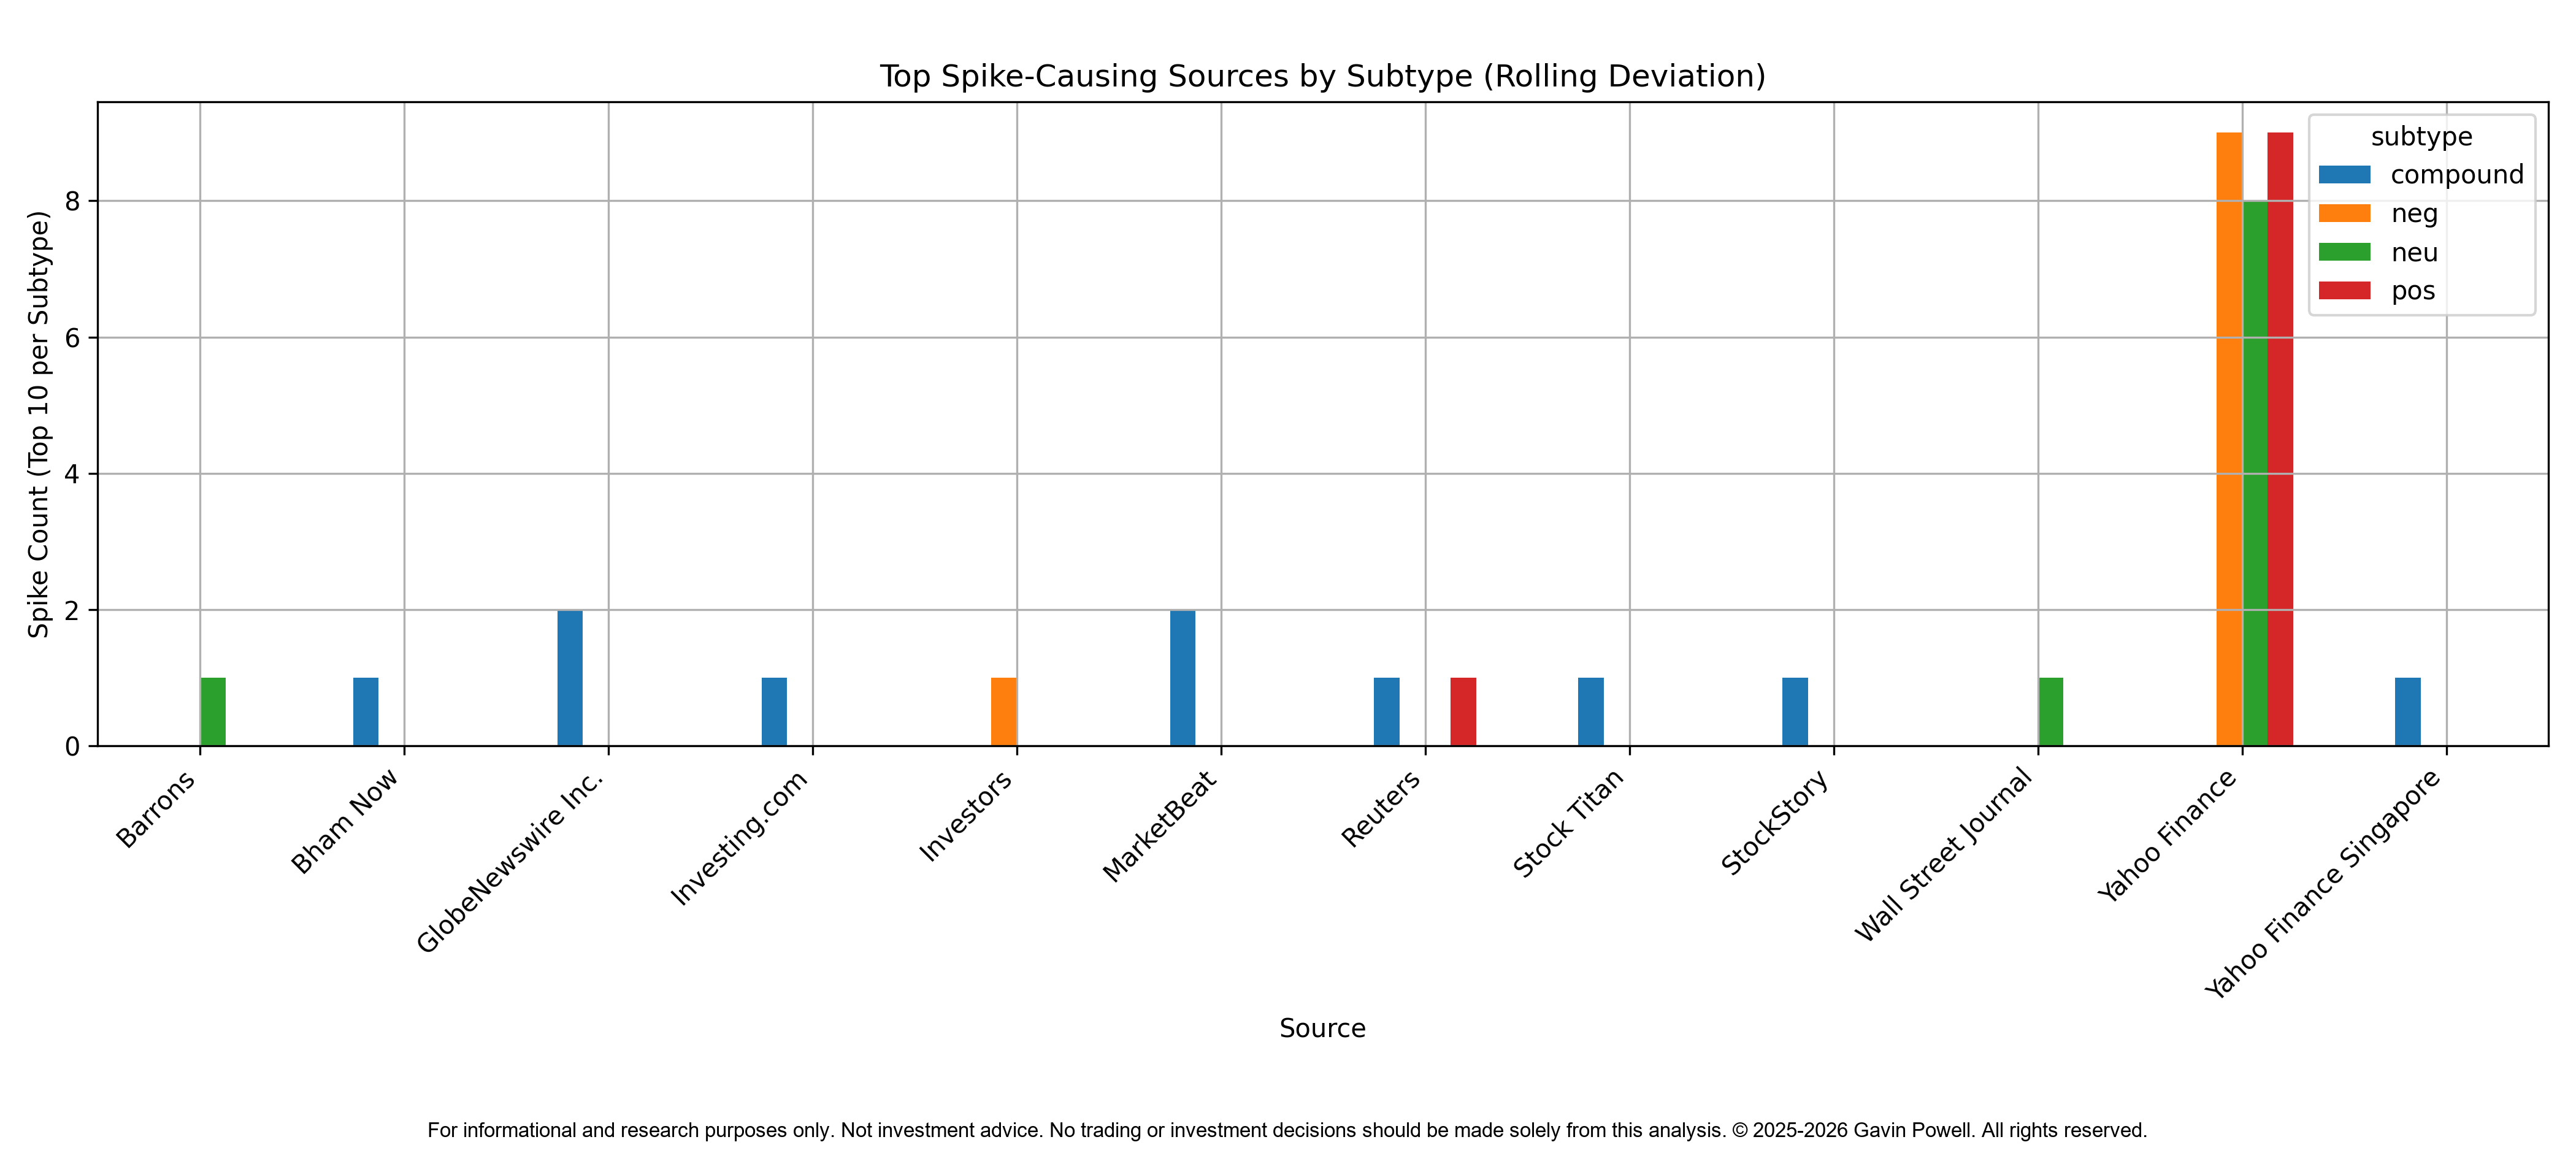 Top Spike-Causing Sources by Subtype (Rolling Deviation)
Spike Count (Top 10 per Subtype)
8
6
4
2
0
subtype
compound
neg
neu
pos
Barrons
Bham Now
GlobeNewswire Inc.
Investing.com
Investors
MarketBeat
Reuters
Stock Titan
StockStory
Wall Street Journal
Yahoo Finance
Yahoo Finance Singapore
Source
For informational and research purposes only. Not investment advice. No trading or investment decisions should be made solely from this analysis. © 2025-2026 Gavin Powell. All rights reserved.